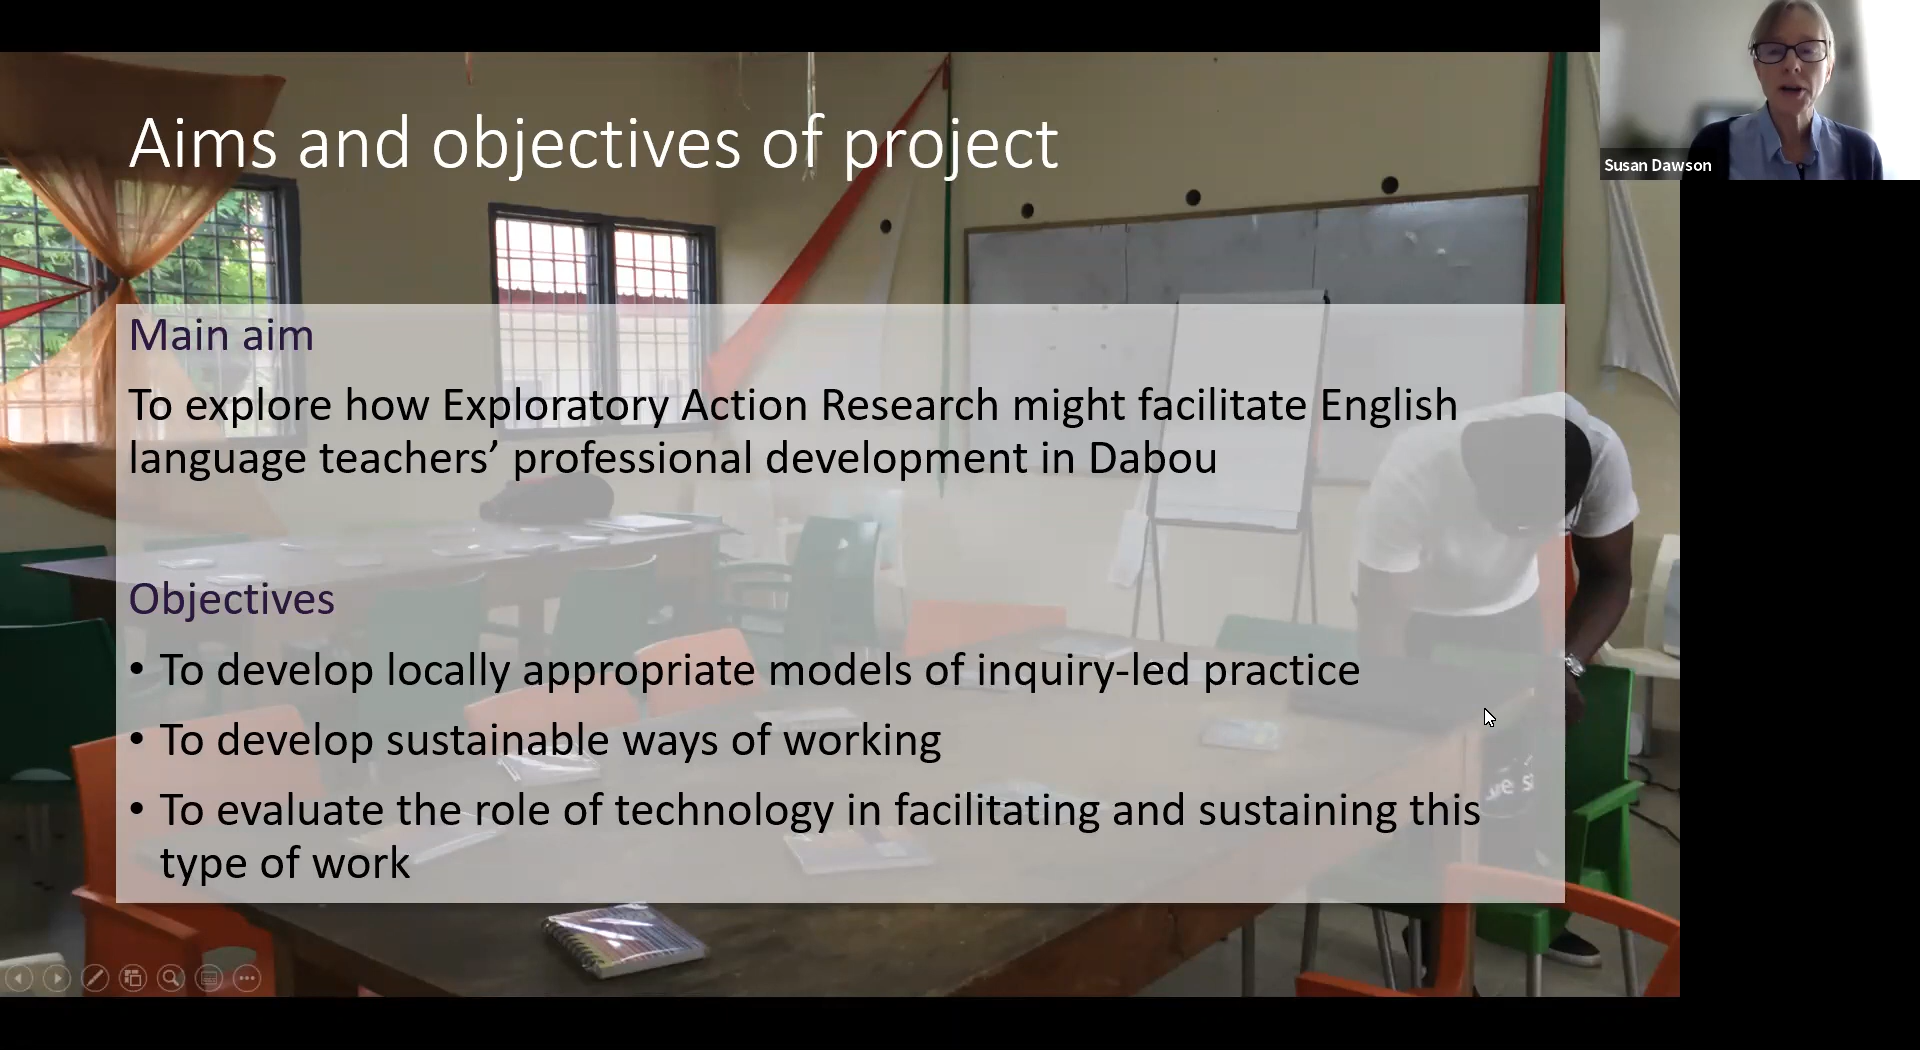 Aims and objectives of project
Susan Dawson
Main aim
To explore how Exploratory Action Research might facilitate English
language teachers’ professional development in Dabou
Objectives
• To develop locally appropriate models of inquiry-led practice
• To develop sustainable ways of working
• To evaluate the role of technology in facilitating and sustaining this
type of work